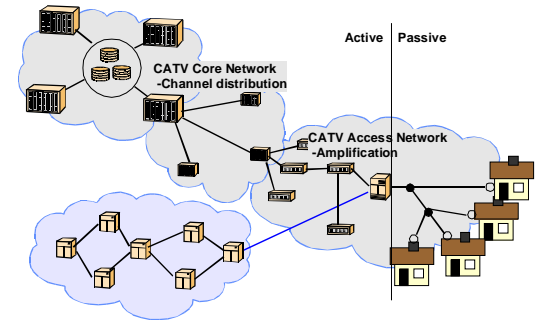 Active
Passive
CATV Core Network
-Channel distribution
CATV Access Network
-Amplification